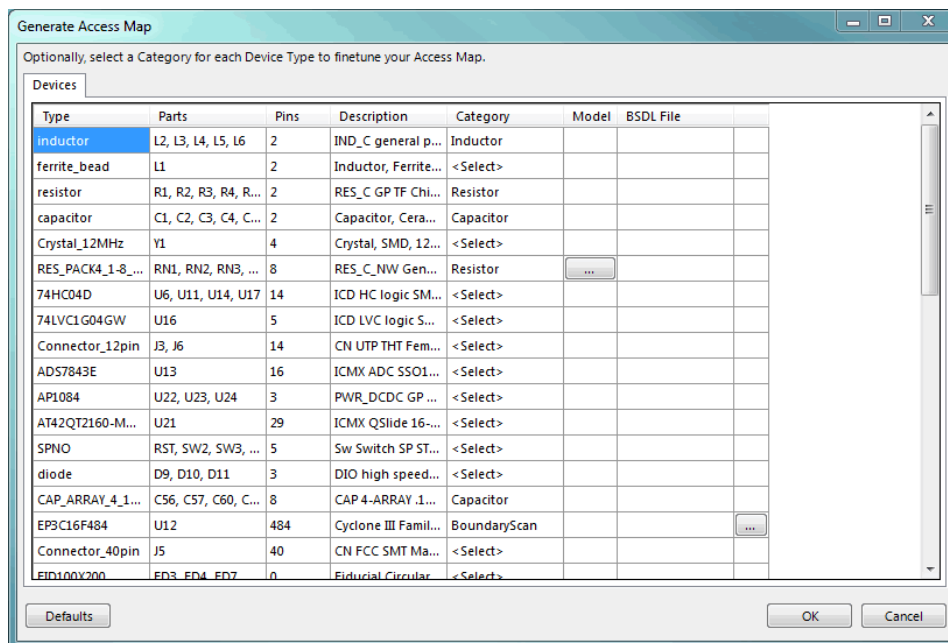 Generate Access Map
Optionally, select a Category for each Device Type to finetune your Access Map.
Devices
Type Parts Pins Description Category Model BSDL File
inductor L2, L3, L4, L5, L6 2 IND_C general p... Inductor
ferrite_bead L1 2 Inductor, Ferrite... <Select>
resistor R1, R2, R3, R4, R... 2 RES_C GP TF Chi... Resistor
capacitor C1, C2, C3, C4, C... 2 Capacitor, Cera... Capacitor
Crystal_12MHz Y1 4 Crystal, SMD, 12... <Select>
RES_PACK4_1-8_... RN1, RN2, RN3, ... 8 RES_C_NW Gen... Resistor ...
74HC04D U6, U11, U14, U17 14 ICD HC logic SM... <Select>
74LVC1G04GW U16 5 ICD LVC logic S... <Select>
Connector_12pin J3, J6 14 CN UTP THT Fem... <Select>
ADS7843E U13 16 ICMX ADC SSO1... <Select>
AP1084 U22, U23, U24 3 PWR_DCDC GP ... <Select>
AT42QT2160-M... U21 29 ICMX QSlide 16-... <Select>
SPNO RST, SW2, SW3, ... 5 Sw Switch SP ST... <Select>
diode D9, D10, D11 3 DIO high speed... <Select>
CAP_ARRAY_4_1... C56, C57, C60, C... 8 CAP 4-ARRAY .1... Capacitor
EP3C16F484 U12 484 Cyclone III Famil... BoundaryScan ...
Connector_40pin J5 40 CN FCC SMT Ma... <Select>
FID100X200 FD3, FD4, FD7 0 Fiducial Circular <Select>
Defaults OK Cancel